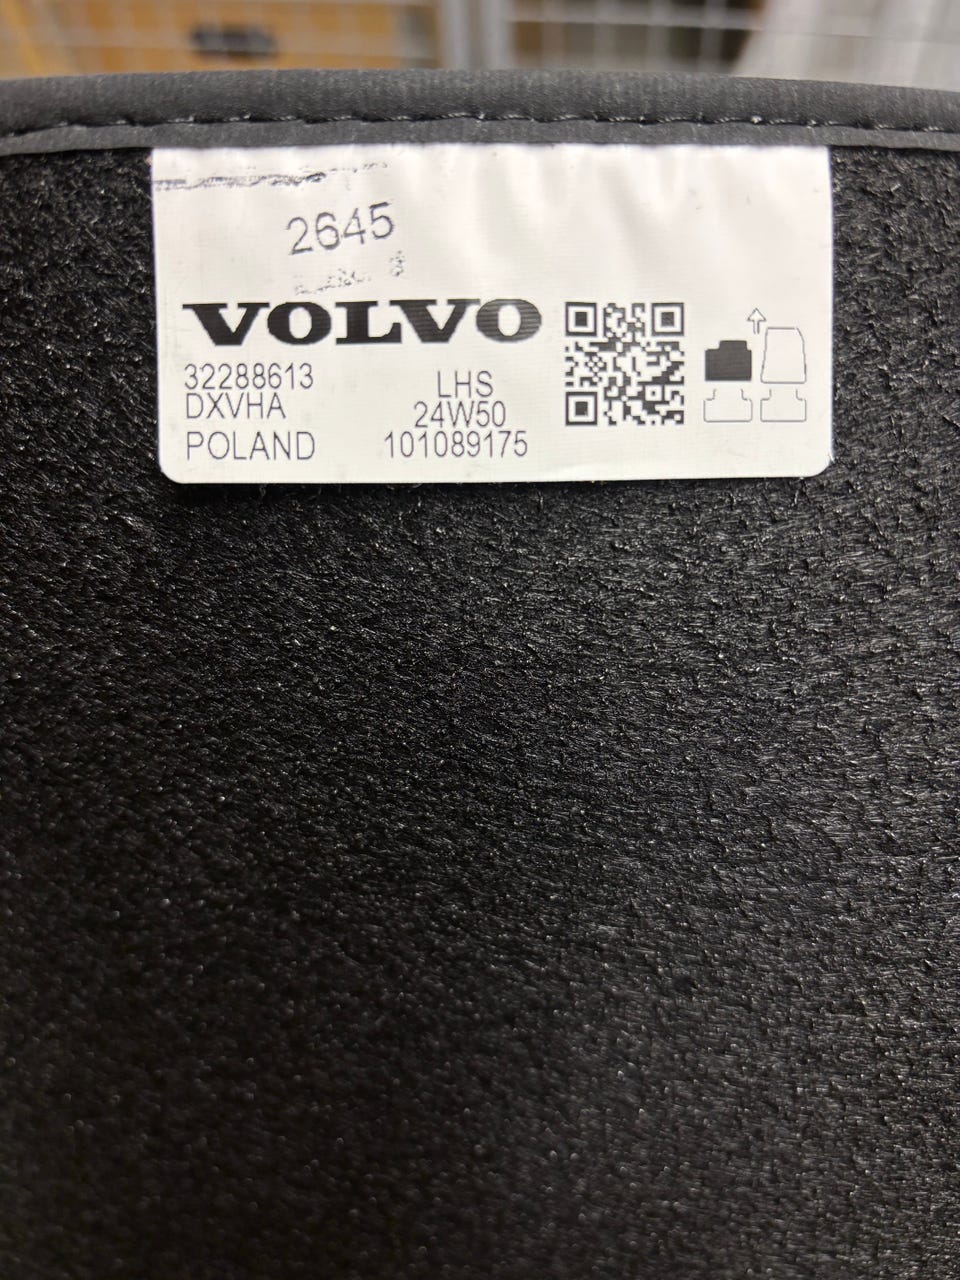 2645
VOLVO
32288613
DXVHA
POLAND
LHS
24W50
101089175